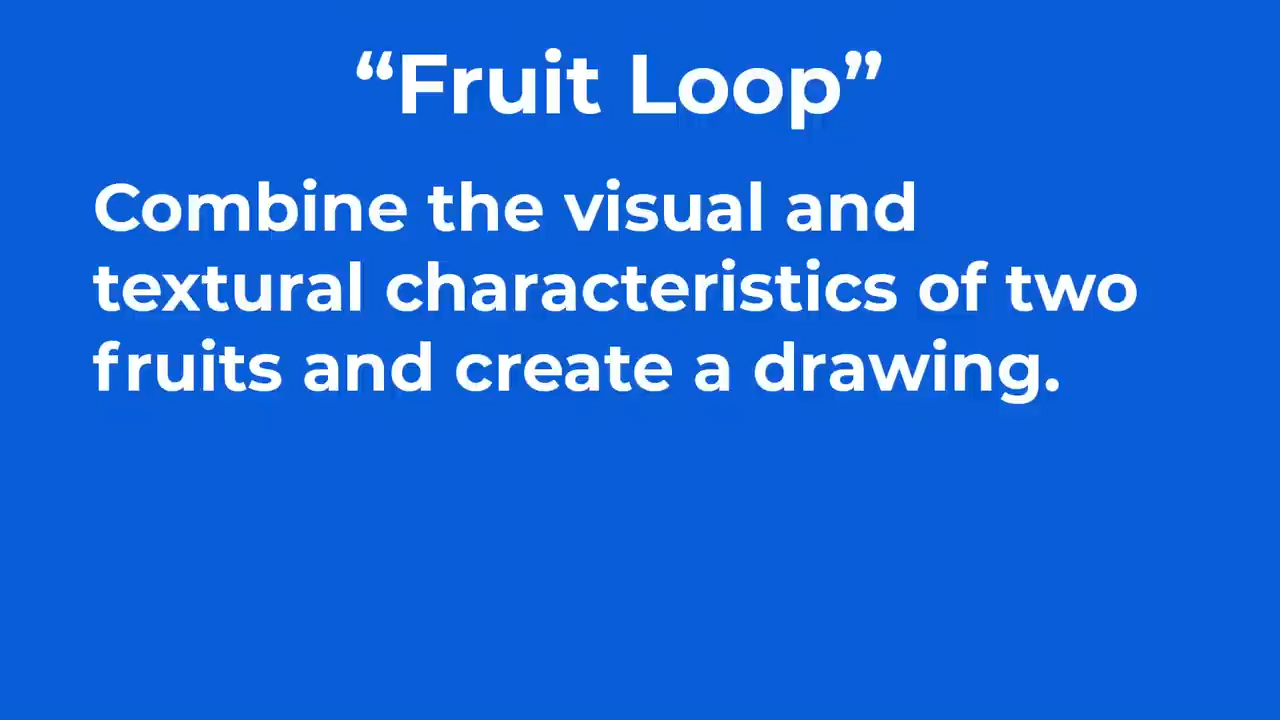 “Fruit Loop”
Combine the visual and
textural characteristics of two
fruits and create a drawing.